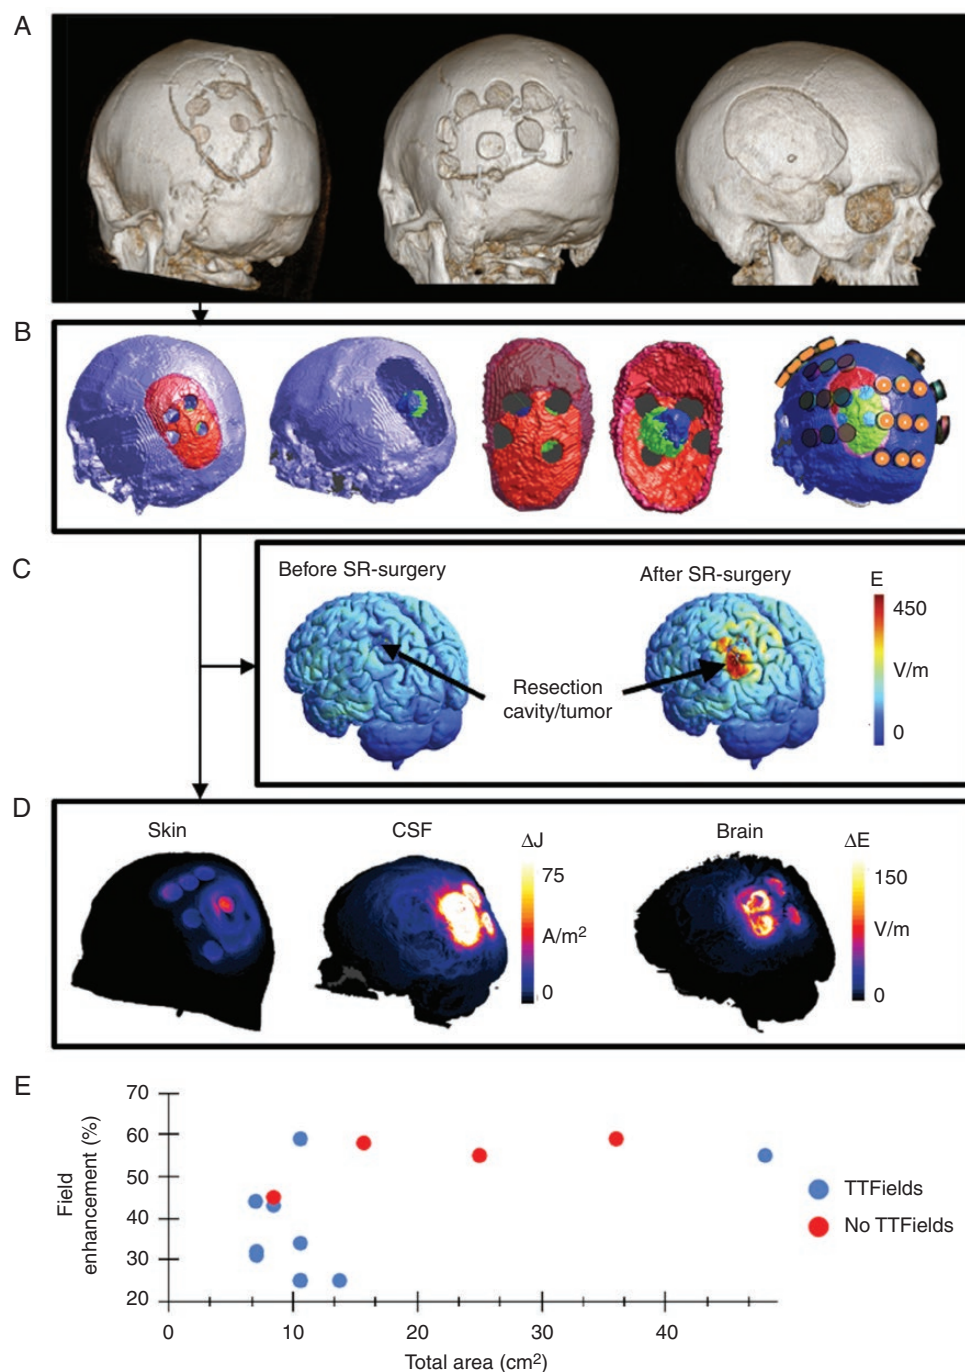 A
B
C
Before SR-surgery
After SR-surgery
E
450
V/m
0
Resection
cavity/tumor
D
Skin
CSF
Brain
ΔJ
75
A/m²
0
ΔE
150
V/m
0
E
Field
enhancement (%)
70
60
50
40
30
20
0
10
20
30
40
Total area (cm²)
TTFields
No TTFields